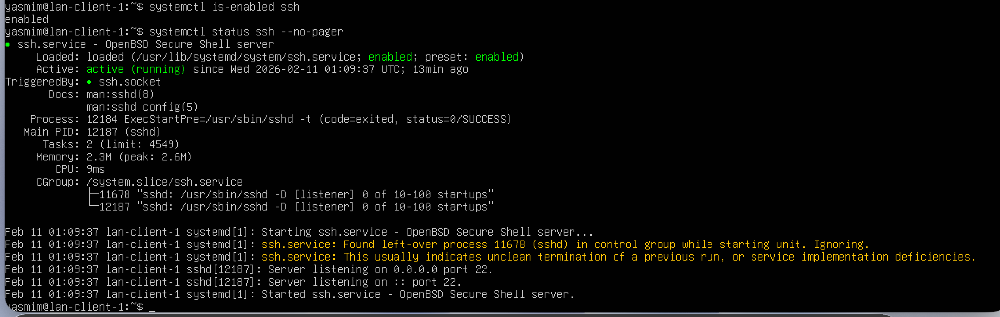 yasmim@lan-client-1:~$ systemctl is-enabled ssh
enabled
yasmim@lan-client-1:~$ systemctl status ssh --no-pager
● ssh.service - OpenBSD Secure Shell server
     Loaded: loaded (/usr/lib/systemd/system/ssh.service; enabled; preset: enabled)
     Active: active (running) since Wed 2026-02-11 01:09:37 UTC; 13min ago
TriggeredBy: ● ssh.socket
       Docs: man:sshd(8)
             man:sshd_config(5)
    Process: 12184 ExecStartPre=/usr/sbin/sshd -t (code=exited, status=0/SUCCESS)
   Main PID: 12187 (sshd)
      Tasks: 2 (limit: 4549)
     Memory: 2.3M (peak: 2.6M)
        CPU: 9ms
     CGroup: /system.slice/ssh.service
             ├─11678 "sshd: /usr/sbin/sshd -D [listener] 0 of 10-100 startups"
             └─12187 "sshd: /usr/sbin/sshd -D [listener] 0 of 10-100 startups"

Feb 11 01:09:37 lan-client-1 systemd[1]: Starting ssh.service - OpenBSD Secure Shell server...
Feb 11 01:09:37 lan-client-1 systemd[1]: ssh.service: Found left-over process 11678 (sshd) in control group while starting unit. Ignoring.
Feb 11 01:09:37 lan-client-1 systemd[1]: ssh.service: This usually indicates unclean termination of a previous run, or service implementation deficiencies.
Feb 11 01:09:37 lan-client-1 sshd[12187]: Server listening on 0.0.0.0 port 22.
Feb 11 01:09:37 lan-client-1 sshd[12187]: Server listening on :: port 22.
Feb 11 01:09:37 lan-client-1 systemd[1]: Started ssh.service - OpenBSD Secure Shell server.
yasmim@lan-client-1:~$ _